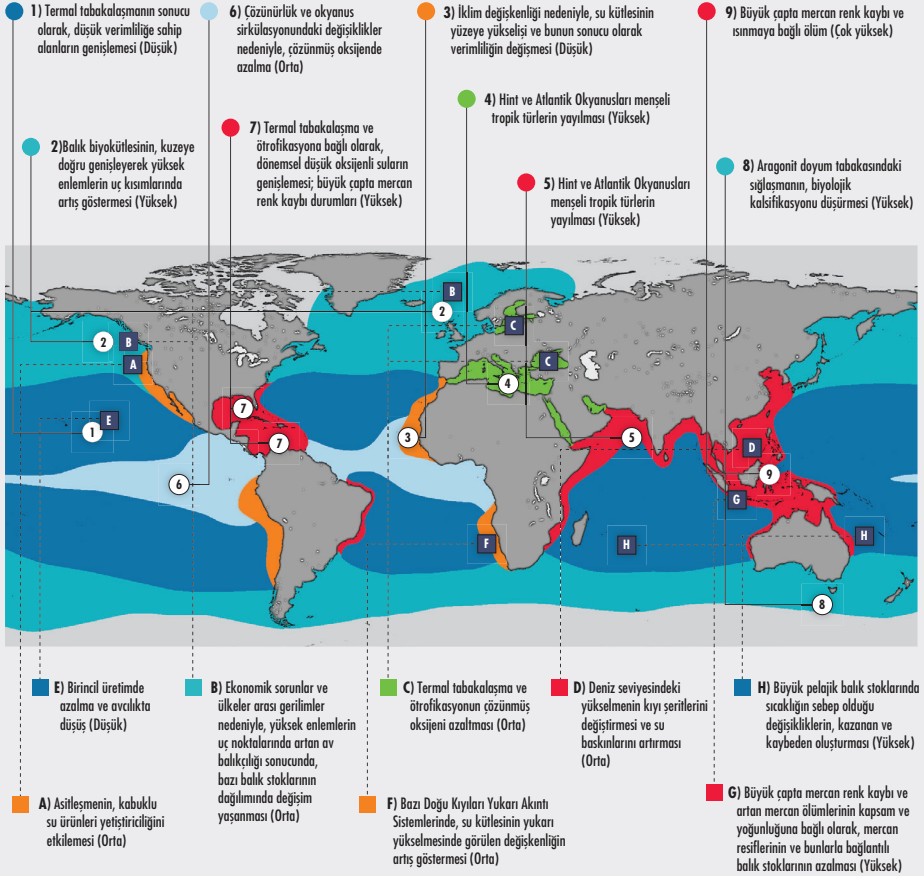 1) Termal tabakalaşmanın sonucu
olarak, düşük verimliliğe sahip
alanların genişlemesi (Düşük)
6) Çözünürlük ve okyanus
sirkülasyonundaki değişiklikler
nedeniyle, çözünmüş oksijende
azalma (Orta)
3) İklim değişkenliği nedeniyle, su kütlesinin
yüzeye yükselişi ve bunun sonucu olarak
verimliliğin değişmesi (Düşük)
9) Büyük çapta mercan renk kaybı ve
ısınmaya bağlı ölüm (Çok yüksek)
2)Balık biyokütlesinin, kuzeye
doğru genişleyerek yüksek
enlemlerin uç kısımlarında
artış göstermesi (Yüksek)
7) Termal tabakalaşma ve
ötrofikasyona bağlı olarak,
dönemsel düşük oksijenli suların
genişlemesi; büyük çapta mercan
renk kaybı durumları (Yüksek)
4) Hint ve Atlantik Okyanusları menşeli
tropik türlerin yayılması (Yüksek)
5) Hint ve Atlantik Okyanusları
menşeli tropik türlerin
yayılması (Yüksek)
8) Aragonit doyum tabakasındaki
sığlaşmanın, biyolojik
kalsifikasyonu düşürmesi (Yüksek)
B
2
C
2
B
A
C
4
E
1
7
7
3
5
D
9
6
G
F
H
H
8
E) Birincil üretimde
azalma ve avcılıkta
düşüş (Düşük)
B) Ekonomik sorunlar ve
ülkeler arası gerilimler
nedeniyle, yüksek enlemlerin
uç noktalarında artan av
balıkçılığı sonucunda,
bazı balık stoklarının
dağılımında değişim
yaşanması (Orta)
C) Termal tabakalaşma ve
ötrofikasyonun çözünmüş
oksijeni azaltması (Orta)
D) Deniz seviyesindeki
yükselmenin kıyı şeritlerini
değiştirmesi ve su
baskınlarını artırması
(Orta)
H) Büyük pelajik balık stoklarında
sıcaklığın sebep olduğu
değişikliklerin, kazanan ve
kaybeden oluşturması (Yüksek)
A) Asitleşmenin, kabuklu
su ürünleri yetiştiriciliğini
etkilemesi (Orta)
F) Bazı Doğu Kıyıları Yukarı Akıntı
Sistemlerinde, su kütlesinin yukarı
yükselmesinde görülen değişkenliğin
artış göstermesi (Orta)
G) Büyük çapta mercan renk kaybı ve
artan mercan ölümlerinin kapsam ve
yoğunluğuna bağlı olarak, mercan
resiflerinin ve bunlarla bağlantılı
balık stoklarının azalması (Yüksek)